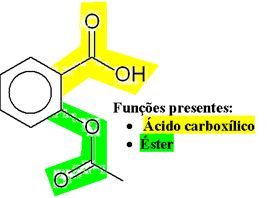 O
OH
O
O
Funções presentes:
• Ácido carboxílico
• Éster